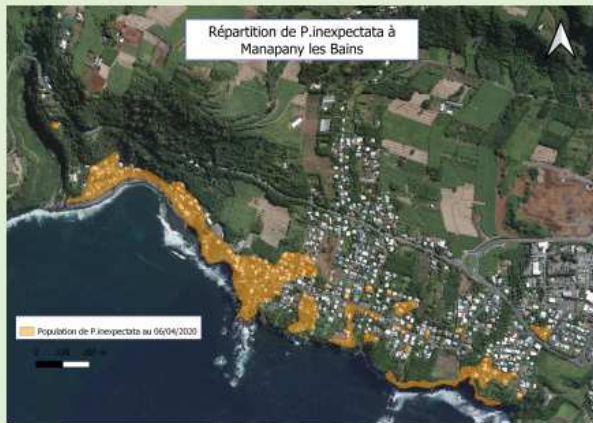 Répartition de P.inexpectata à
Manapany les Bains
Population de P.inexpectata au 06/04/2020